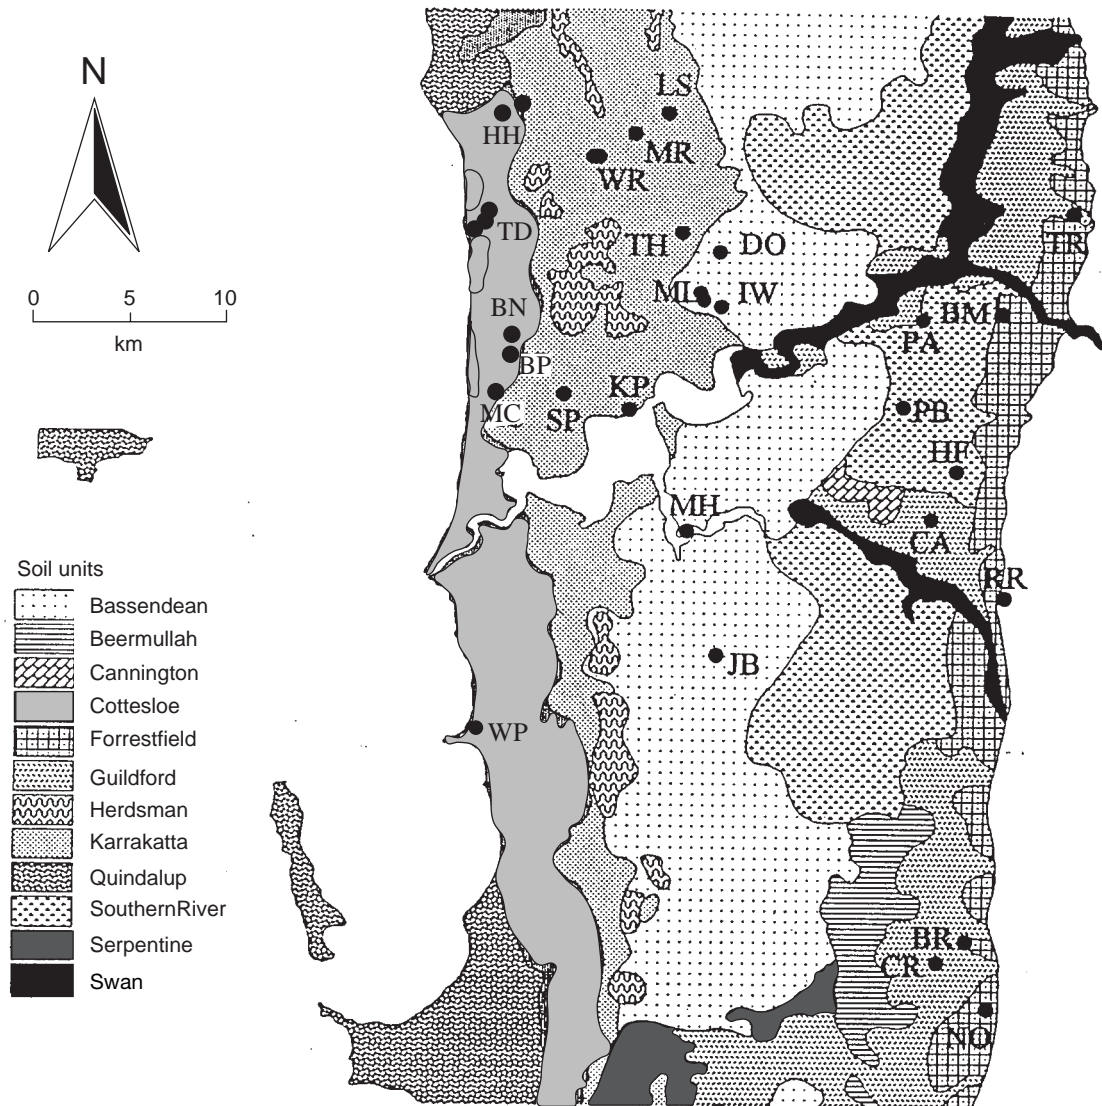 N
0 5 10
km
LS
HH
MR
WR
TD
TH
DO
TR
ML
IW
BN
BM
PA
BP
KP
MC
SP
PB
HF
MH
CA
RR
JB
WP
BR
CR
NO
Soil units
Bassendean
Beermullah
Cannington
Cottesloe
Forrestfield
Guildford
Herdsman
Karrakatta
Quindalup
SouthernRiver
Serpentine
Swan